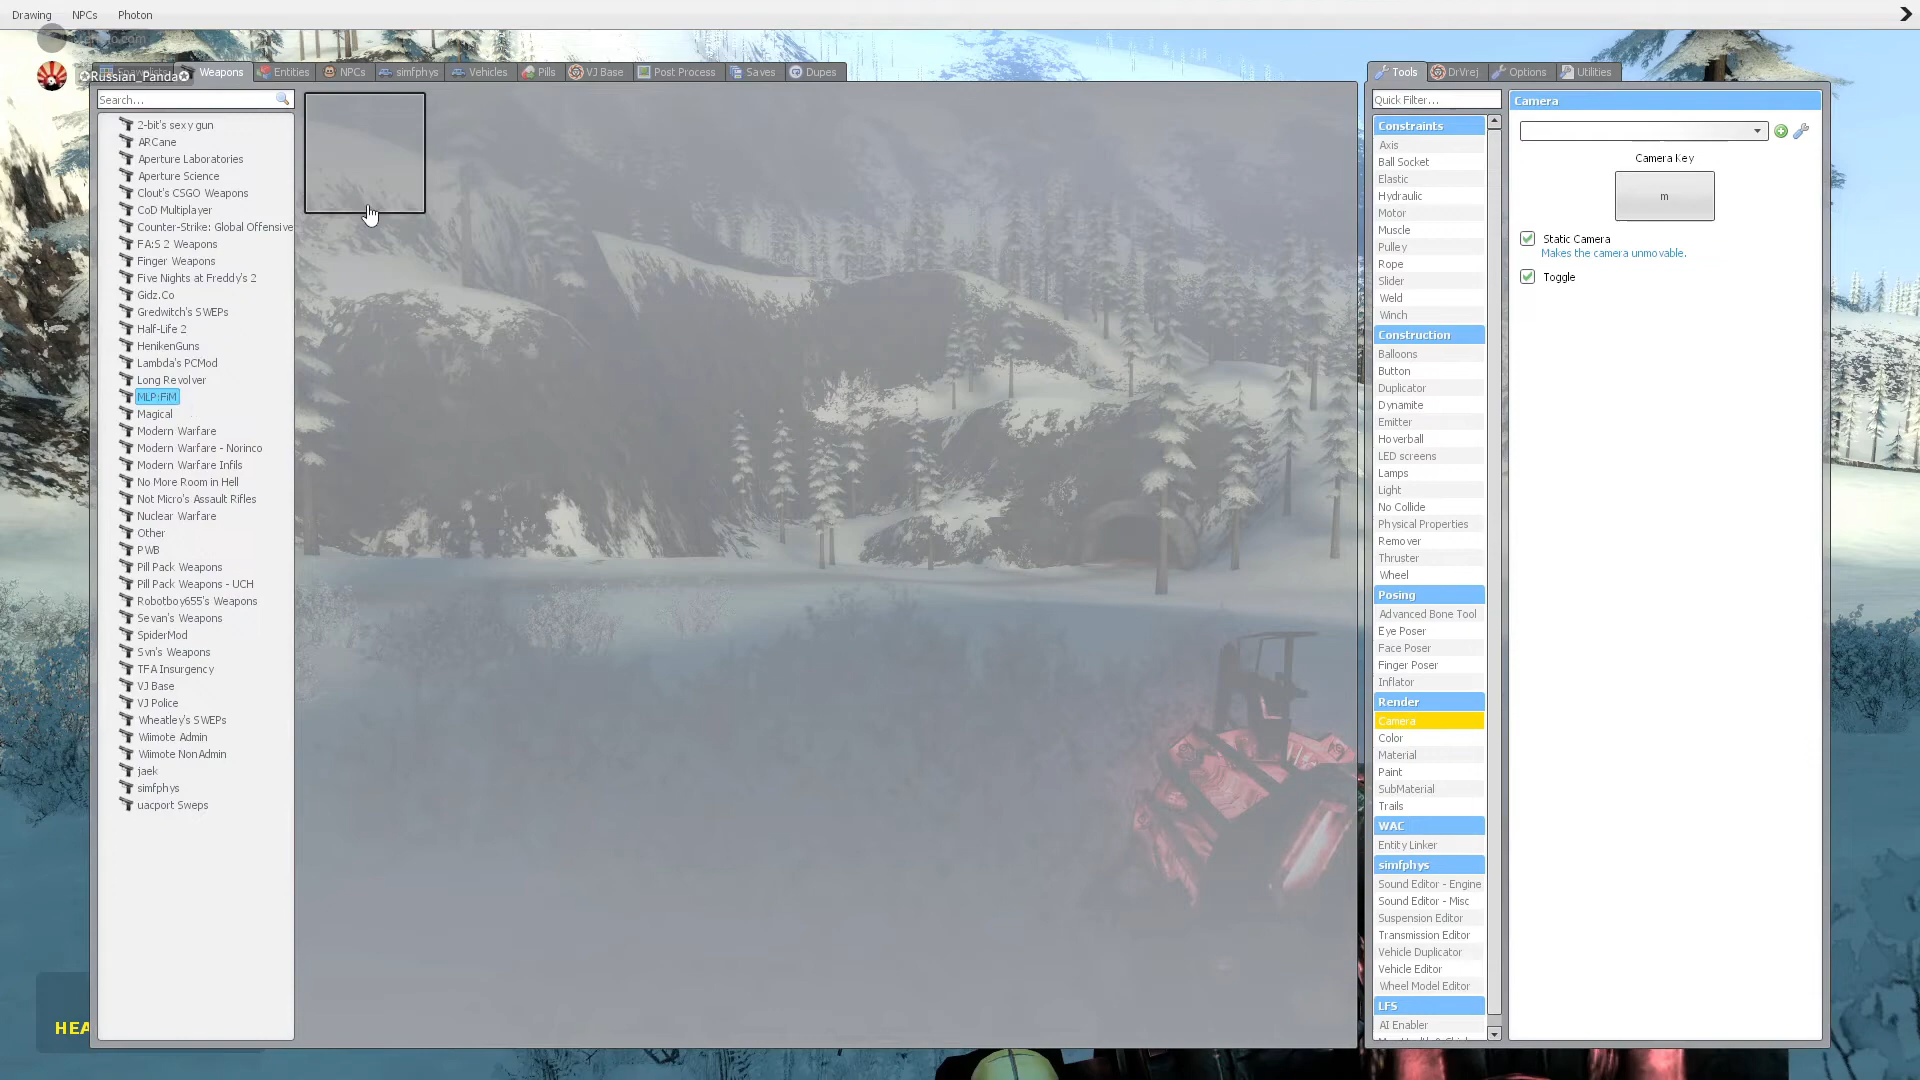 Drawing NPCs Photon
✪Russian_Panda✪
Weapons Entities NPCs simfphys Vehicles Pills VJ Base Post Process Saves Dupes
Search...
2-bit's sexy gun
ARCane
Aperture Laboratories
Aperture Science
Clout's CSGO Weapons
CoD Multiplayer
Counter-Strike: Global Offensive
FA:S 2 Weapons
Finger Weapons
Five Nights at Freddy's 2
Gidz.Co
Gredwitch's SWEPs
Half-Life 2
HenikenGuns
Lambda's PCMod
Long Revolver
MLP:FiM
Magical
Modern Warfare
Modern Warfare - Norinco
Modern Warfare Infils
No More Room in Hell
Not Micro's Assault Rifles
Nuclear Warfare
Other
PWB
Pill Pack Weapons
Pill Pack Weapons - UCH
Robotboy655's Weapons
Sevan's Weapons
SpiderMod
Svn's Weapons
TFA Insurgency
VJ Base
VJ Police
Wheatley's SWEPs
Wiimote Admin
Wiimote NonAdmin
jaek
simfphys
uacport Sweps
HEA
Tools DrVrej Options Utilities
Quick Filter...
Constraints
Axis
Ball Socket
Elastic
Hydraulic
Motor
Muscle
Pulley
Rope
Slider
Weld
Winch
Construction
Balloons
Button
Duplicator
Dynamite
Emitter
Hoverball
LED screens
Lamps
Light
No Collide
Physical Properties
Remover
Thruster
Wheel
Posing
Advanced Bone Tool
Eye Poser
Face Poser
Finger Poser
Inflator
Render
Camera
Color
Material
Paint
SubMaterial
Trails
WAC
Entity Linker
simfphys
Sound Editor - Engine
Sound Editor - Misc
Suspension Editor
Transmission Editor
Vehicle Duplicator
Vehicle Editor
Wheel Model Editor
LFS
AI Enabler
Camera
Camera Key
m
Static Camera
Makes the camera unmovable.
Toggle